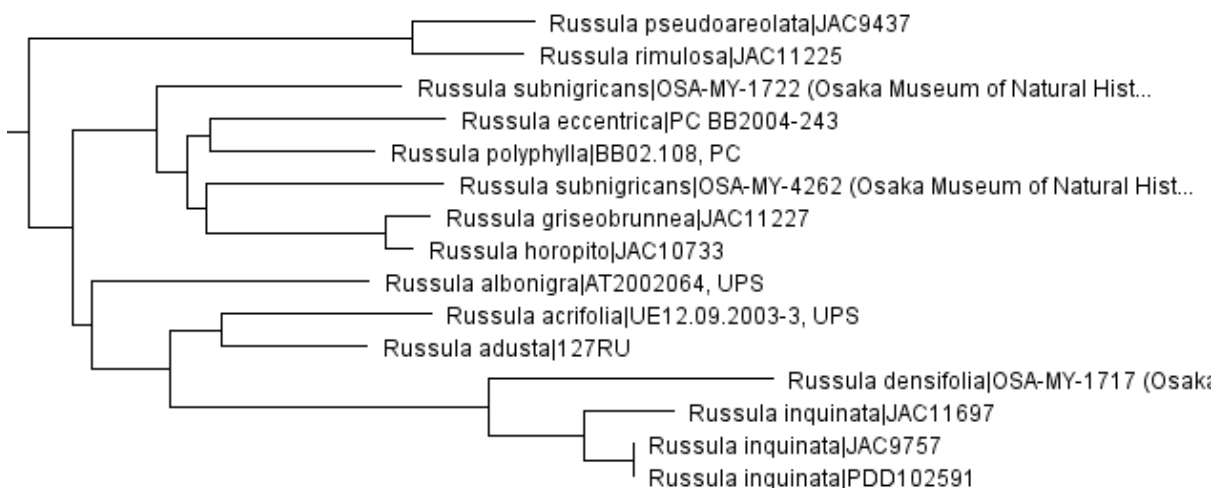 Russula pseudoareolata|JAC9437
Russula rimulosa|JAC11225
Russula subnigricans|OSA-MY-1722 (Osaka Museum of Natural Hist...
Russula eccentrica|PC BB2004-243
Russula polyphylla|BB02.108, PC
Russula subnigricans|OSA-MY-4262 (Osaka Museum of Natural Hist...
Russula griseobrunnea|JAC11227
Russula horopito|JAC10733
Russula albonigra|AT2002064, UPS
Russula acrifolia|UE12.09.2003-3, UPS
Russula adusta|127RU
Russula densifolia|OSA-MY-1717 (Osaka
Russula inquinata|JAC11697
Russula inquinata|JAC9757
Russula inquinata|PDD102591